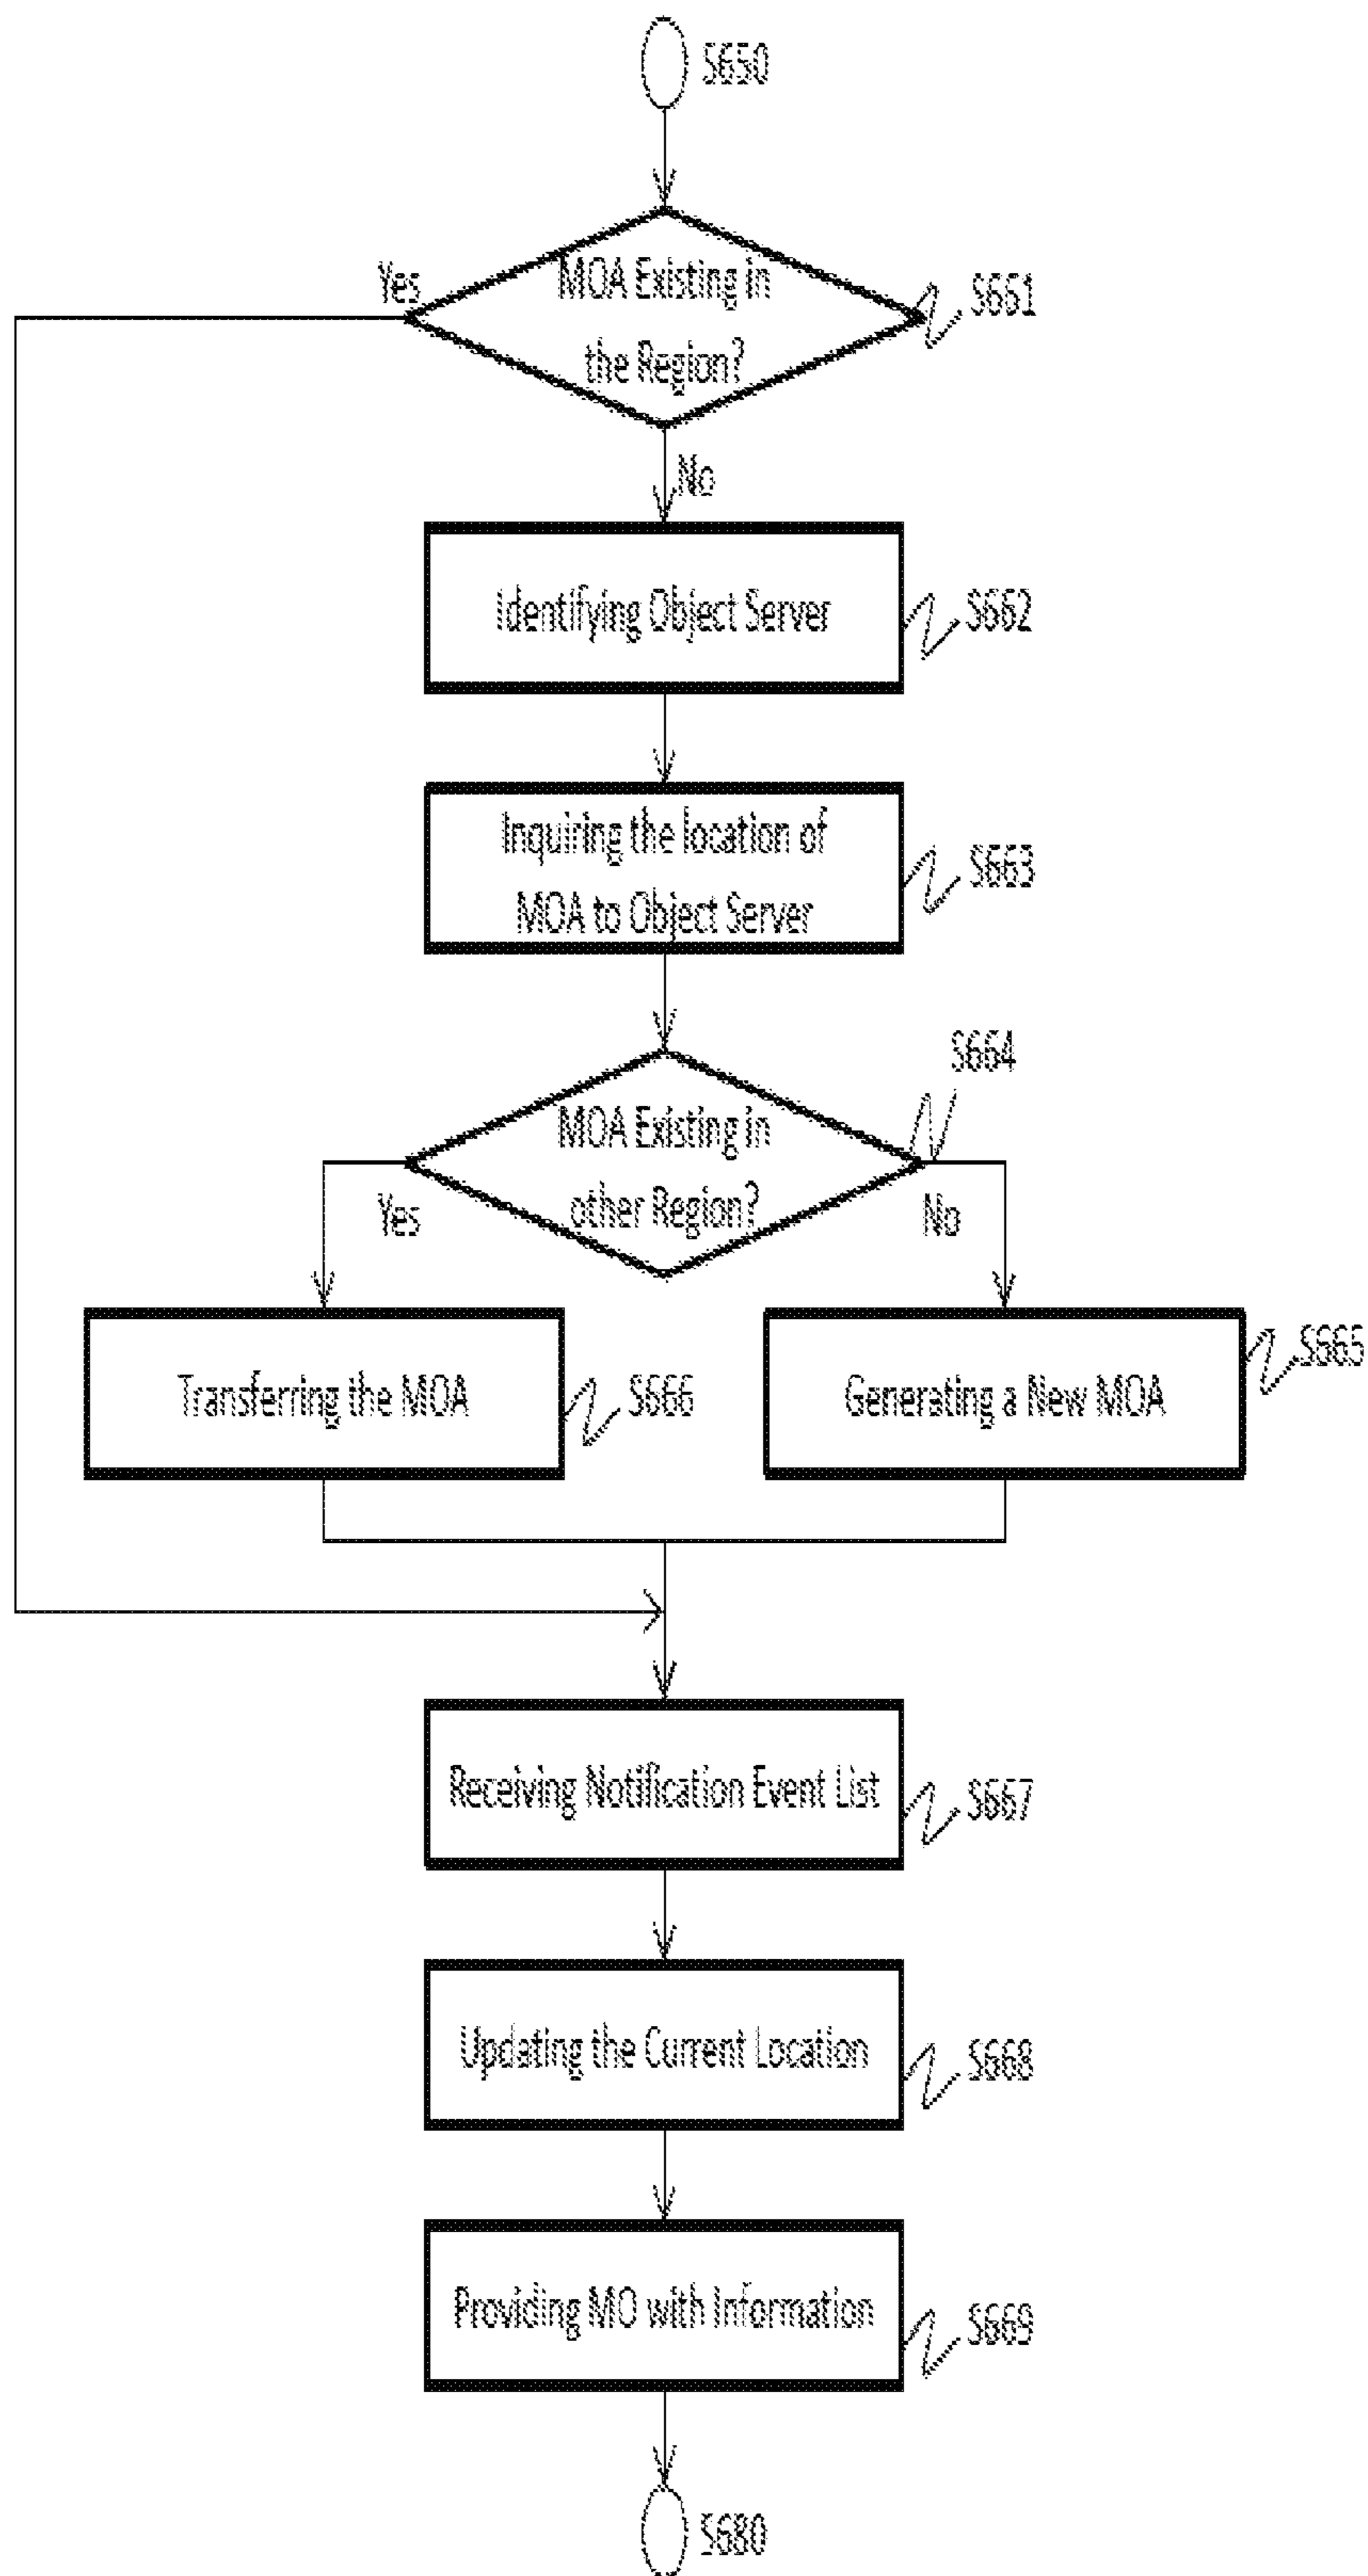 S650
Yes
MOA Existing in
the Region?
S661
No
Identifying Object Server
S662
Inquiring the location of
MOA to Object Server
S663
S664
MOA Existing in
other Region?
Yes
No
Transferring the MOA
S666
Generating a New MOA
S665
Receiving Notification Event List
S667
Updating the Current Location
S668
Providing MO with Information
S669
S680